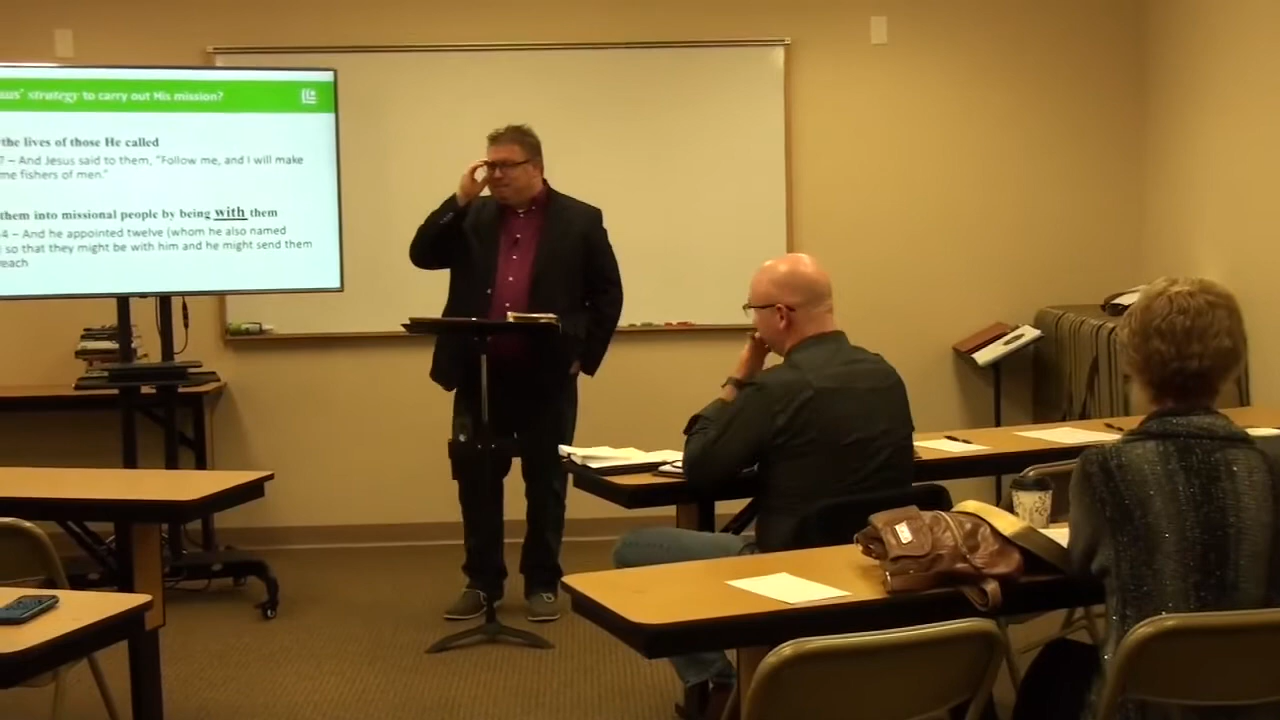 sus' strategy to carry out His mission?
the lives of those He called
7 – And Jesus said to them, "Follow me, and I will make
me fishers of men."
them into missional people by being with them
4 – And he appointed twelve (whom he also named
) so that they might be with him and he might send them
reach